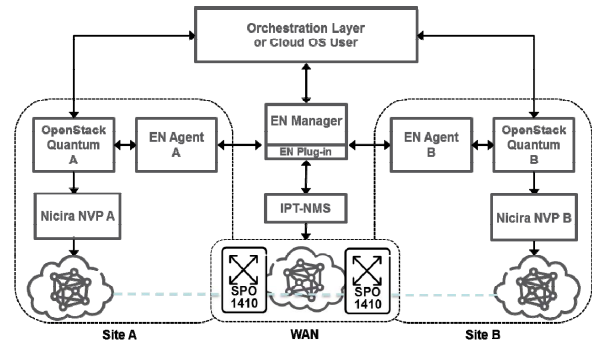 Orchestration Layer
or Cloud OS User
OpenStack
Quantum
A
EN Agent
A
EN Manager
EN Plug-in
EN Agent
B
OpenStack
Quantum
B
Nicira NVP A
IPT-NMS
Nicira NVP B
SPO
1410
SPO
1410
Site A
WAN
Site B